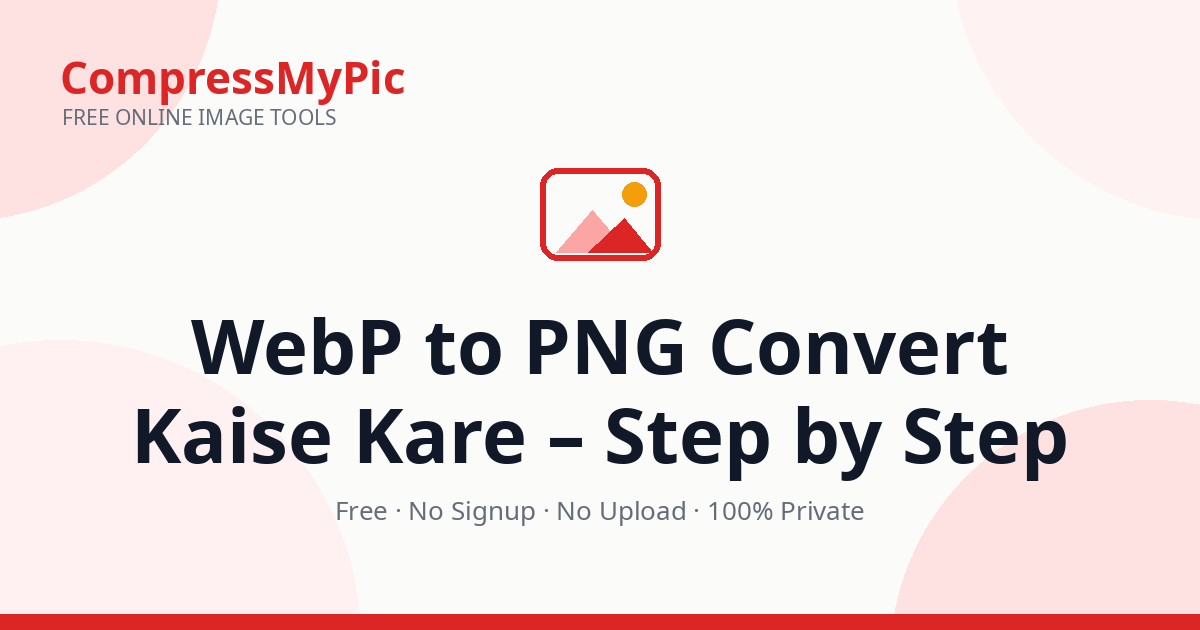 CompressMyPic
FREE ONLINE IMAGE TOOLS
WebP to PNG Convert
Kaise Kare – Step by Step
Free · No Signup · No Upload · 100% Private